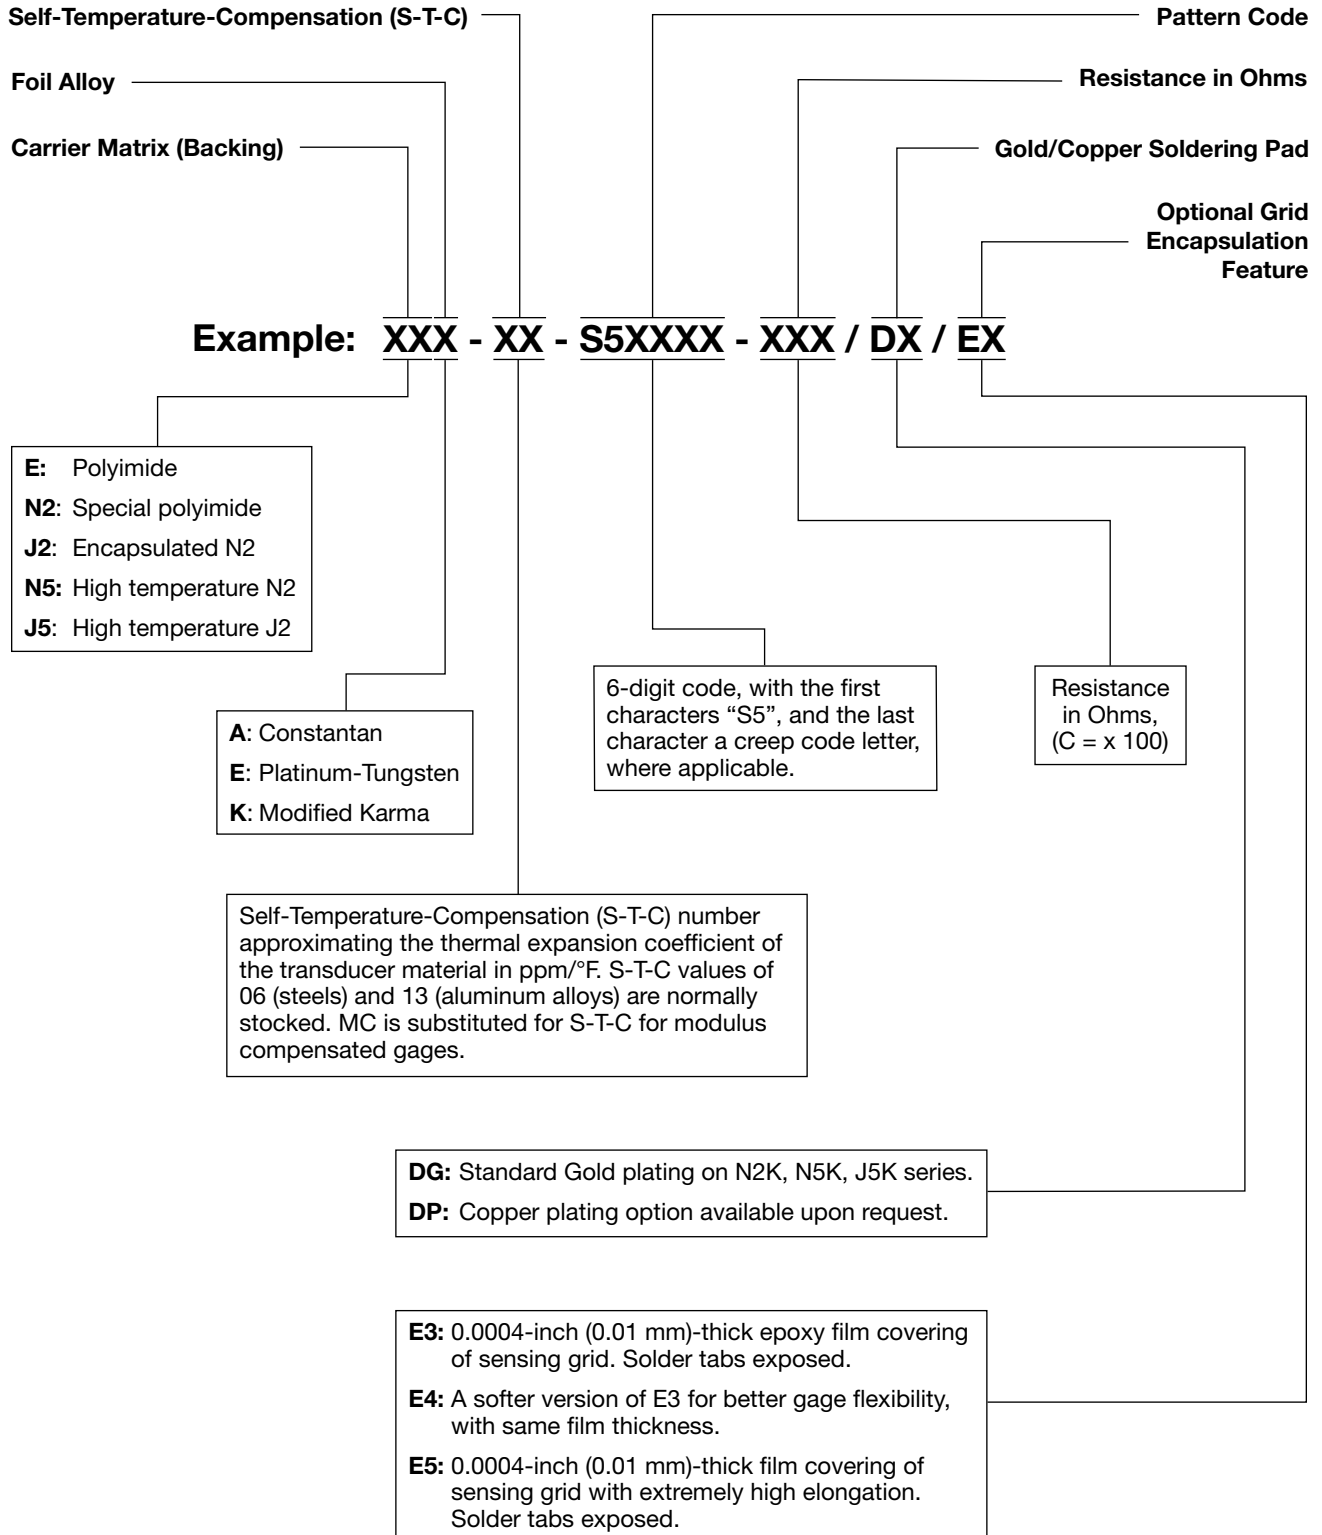 Self-Temperature-Compensation (S-T-C)
Pattern Code
Foil Alloy
Resistance in Ohms
Carrier Matrix (Backing)
Gold/Copper Soldering Pad
Optional Grid
Encapsulation
Feature
Example: XXX - XX - S5XXXX - XXX / DX / EX
E: Polyimide
N2: Special polyimide
J2: Encapsulated N2
N5: High temperature N2
J5: High temperature J2
A: Constantan
E: Platinum-Tungsten
K: Modified Karma
6-digit code, with the first
characters “S5”, and the last
character a creep code letter,
where applicable.
Resistance
in Ohms,
(C = x 100)
Self-Temperature-Compensation (S-T-C) number
approximating the thermal expansion coefficient of
the transducer material in ppm/°F. S-T-C values of
06 (steels) and 13 (aluminum alloys) are normally
stocked. MC is substituted for S-T-C for modulus
compensated gages.
DG: Standard Gold plating on N2K, N5K, J5K series.
DP: Copper plating option available upon request.
E3: 0.0004-inch (0.01 mm)-thick epoxy film covering
of sensing grid. Solder tabs exposed.
E4: A softer version of E3 for better gage flexibility,
with same film thickness.
E5: 0.0004-inch (0.01 mm)-thick film covering of
sensing grid with extremely high elongation.
Solder tabs exposed.